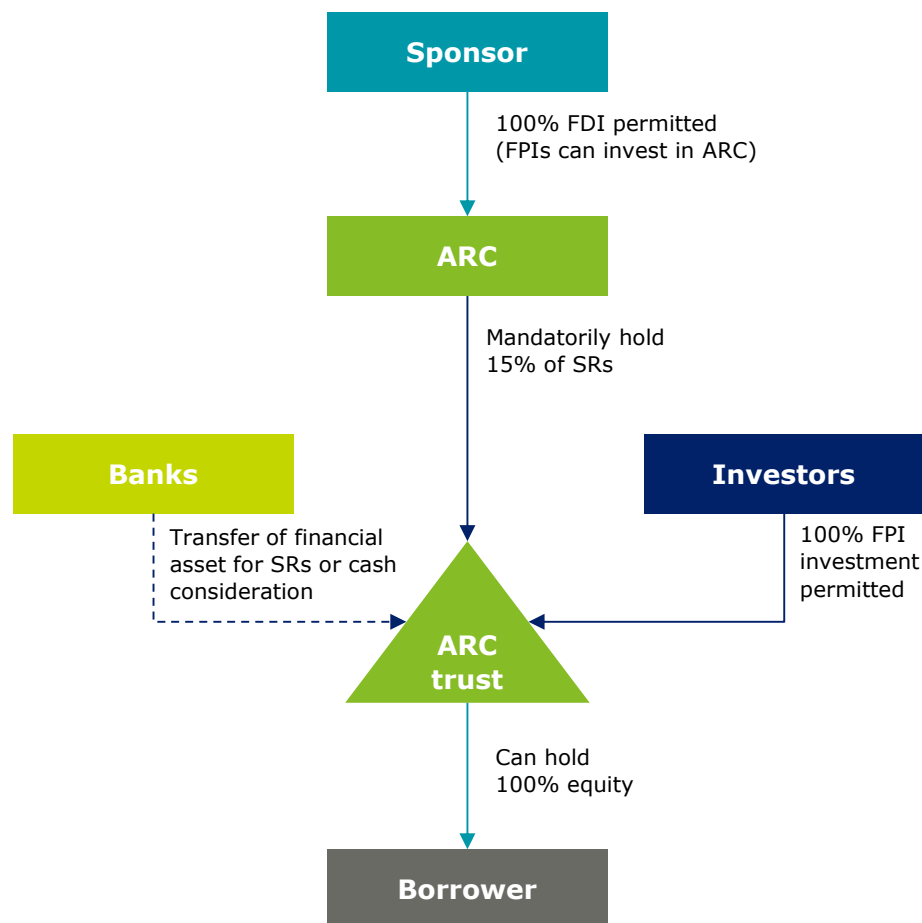 Sponsor
100% FDI permitted
(FPIs can invest in ARC)
ARC
Mandatorily hold
15% of SRs
Banks
Investors
Transfer of financial
asset for SRs or cash
consideration
100% FPI
investment
permitted
ARC
trust
Can hold
100% equity
Borrower